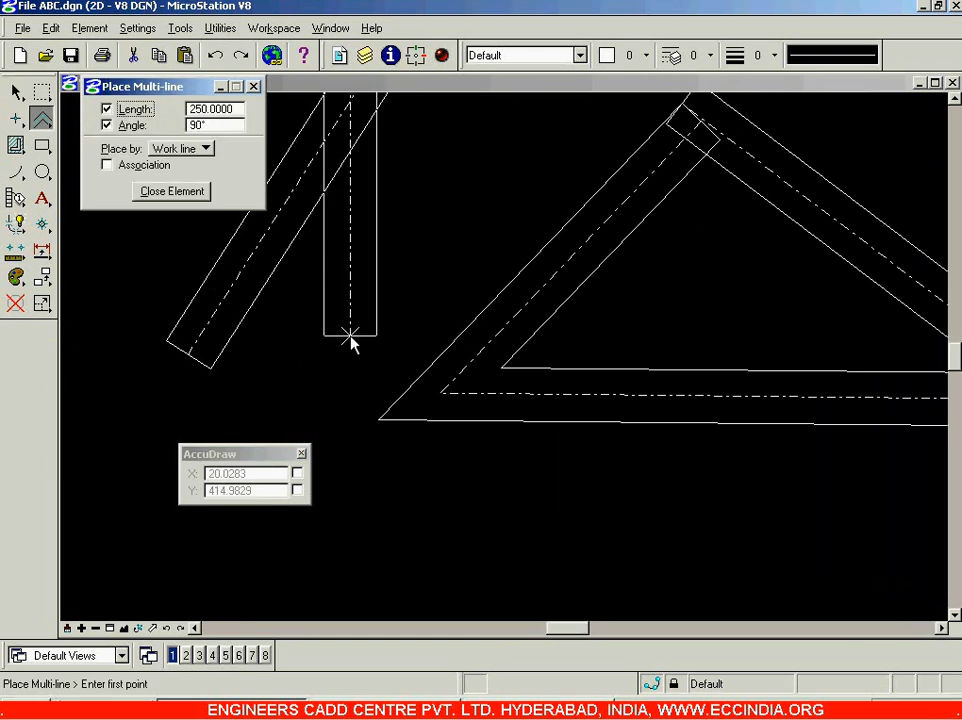 File ABC.dgn (2D - V8 DGN) - MicroStation V8
File Edit Element Settings Tools Utilities Workspace Window Help
Default 0 0 0
Place Multi-line
Length: 250.0000
Angle: 90°
Place by: Work line
Association
Close Element
AccuDraw
X: 20.0283
Y: 414.9829
Default Views 1 2 3 4 5 6 7 8
Place Multi-line > Enter first point Default
ENGINEERS CADD CENTRE PVT. LTD. HYDERABAD, INDIA, WWW.ECCINDIA.ORG